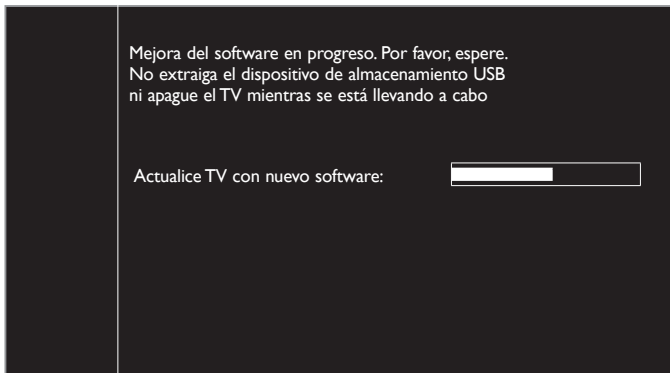 Mejora del software en progreso. Por favor, espere.
No extraiga el dispositivo de almacenamiento USB
ni apague el TV mientras se está llevando a cabo
Actualice TV con nuevo software: